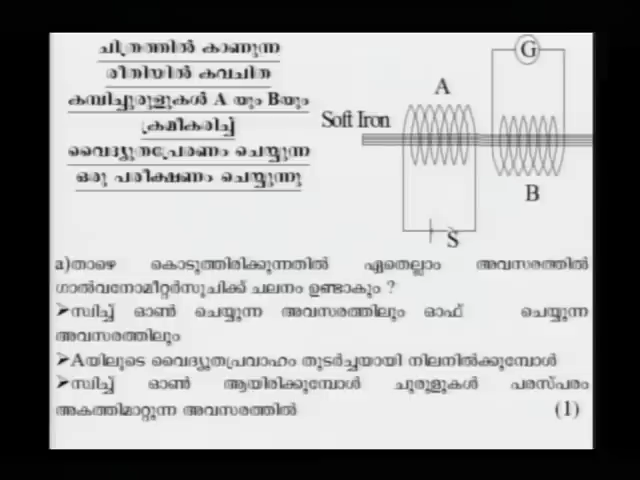 ചിത്രത്തിൽ കാണുന്ന
രീതിയിൽ കവചിത
കമ്പിച്ചുരുളുകൾ A യും Bയും
ക്രമീകരിച്ച്
വൈദ്യുതപ്രേരണം ചെയ്യുന്ന
ഒരു പരീക്ഷണം ചെയ്യുന്നു
G
A
Soft Iron
B
S
a)താഴെ കൊടുത്തിരിക്കുന്നതിൽ ഏതെല്ലാം അവസരത്തിൽ
ഗാൽവനോമീറ്റർസൂചിക്ക് ചലനം ഉണ്ടാകും ?
➤സ്വിച്ച് ഓൺ ചെയ്യുന്ന അവസരത്തിലും ഓഫ് ചെയ്യുന്ന
അവസരത്തിലും
➤Aയിലൂടെ വൈദ്യുതപ്രവാഹം തുടർച്ചയായി നിലനിൽക്കുമ്പോൾ
➤സ്വിച്ച് ഓൺ ആയിരിക്കുമ്പോൾ ചുരുളുകൾ പരസ്പരം
അകത്തിമാറ്റുന്ന അവസരത്തിൽ (1)